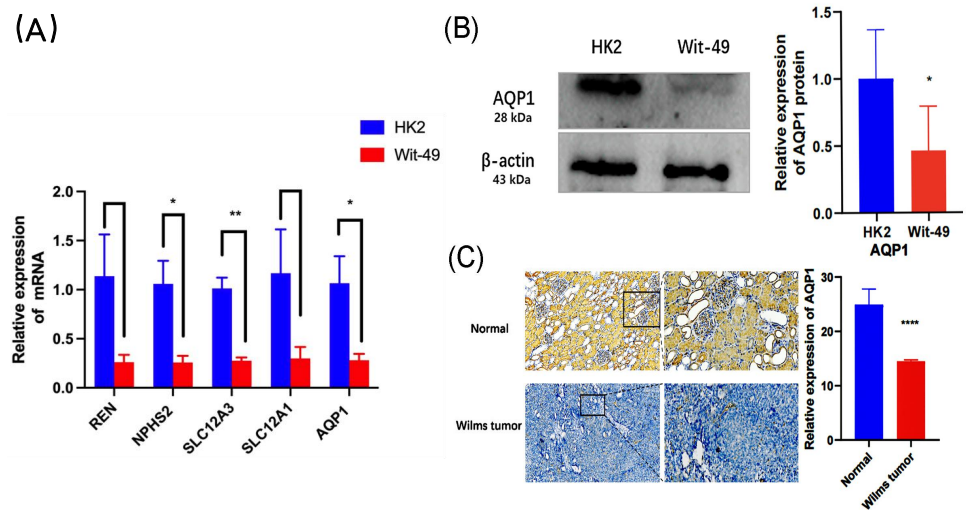 (A)
HK2
Wit-49
Relative expression
of mRNA
2.0
1.5
1.0
0.5
0.0
*
**
*
REN
NPHS2
SLC12A3
SLC12A1
AQP1
(B)
HK2 Wit-49
AQP1
28 kDa
β-actin
43 kDa
Relative expression
of AQP1 protein
1.5
1.0
0.5
0.0
*
HK2 Wit-49
AQP1
(C)
Normal
Wilms tumor
Relative expression of AQP1
30
20
10
0
****
Normal
Wilms tumor